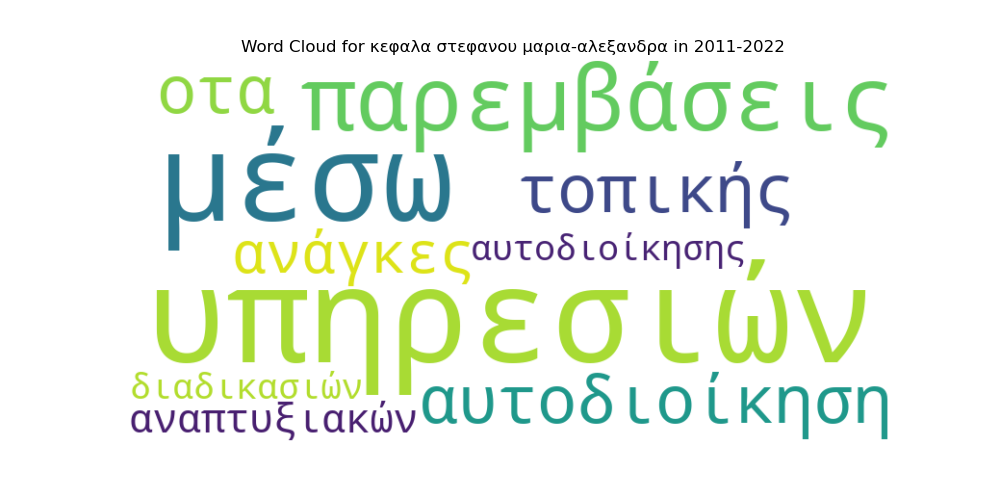 Word Cloud for κεφαλα στεφανου μαρια-αλεξανδρα in 2011-2022
οτα παρεμβάσεις
μέσω τοπικής
ανάγκες αυτοδιοίκησης
υπηρεσιών
διαδικασιών
αναπτυξιακών αυτοδιοίκηση